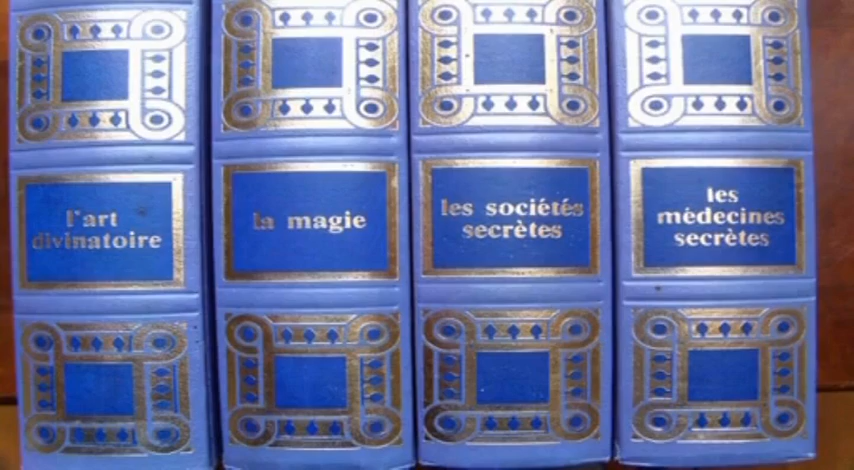 l'art
divinatoire
la magie
les sociétés
secrètes
les
médecines
secrètes